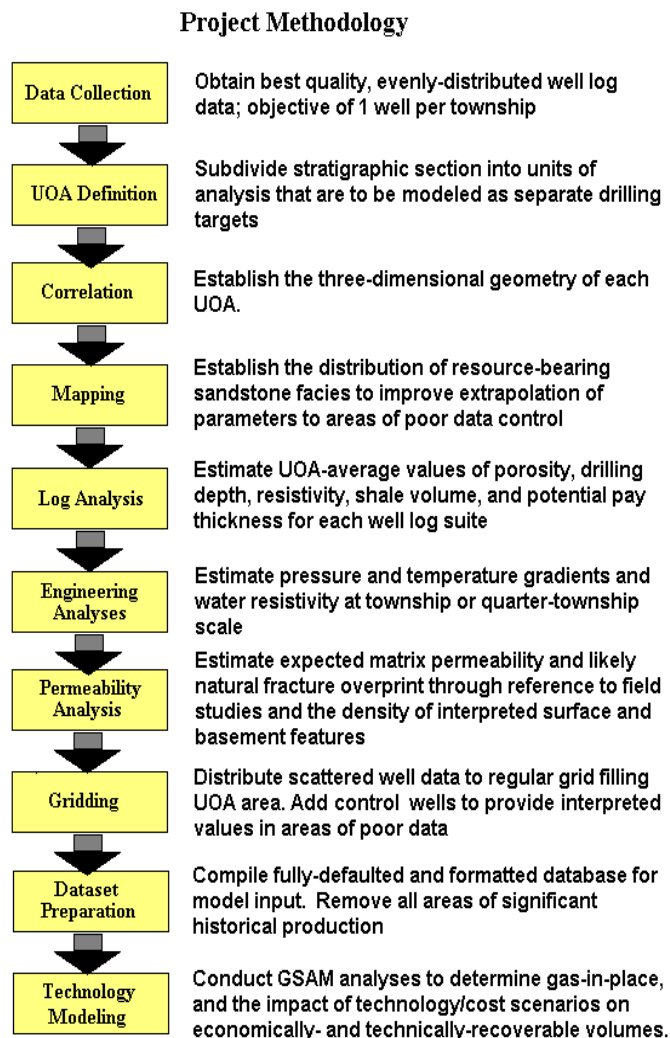 Project Methodology
Data Collection
Obtain best quality, evenly-distributed well log
data; objective of 1 well per township
UOA Definition
Subdivide stratigraphic section into units of
analysis that are to be modeled as separate drilling
targets
Correlation
Establish the three-dimensional geometry of each
UOA.
Mapping
Establish the distribution of resource-bearing
sandstone facies to improve extrapolation of
parameters to areas of poor data control
Log Analysis
Estimate UOA-average values of porosity, drilling
depth, resistivity, shale volume, and potential pay
thickness for each well log suite
Engineering
Analyses
Estimate pressure and temperature gradients and
water resistivity at township or quarter-township
scale
Permeability
Analysis
Estimate expected matrix permeability and likely
natural fracture overprint through reference to field
studies and the density of interpreted surface and
basement features
Gridding
Distribute scattered well data to regular grid filling
UOA area. Add control wells to provide interpreted
values in areas of poor data
Dataset
Preparation
Compile fully-defaulted and formatted database for
model input. Remove all areas of significant
historical production
Technology
Modeling
Conduct GSAM analyses to determine gas-in-place,
and the impact of technology/cost scenarios on
economically- and technically-recoverable volumes.